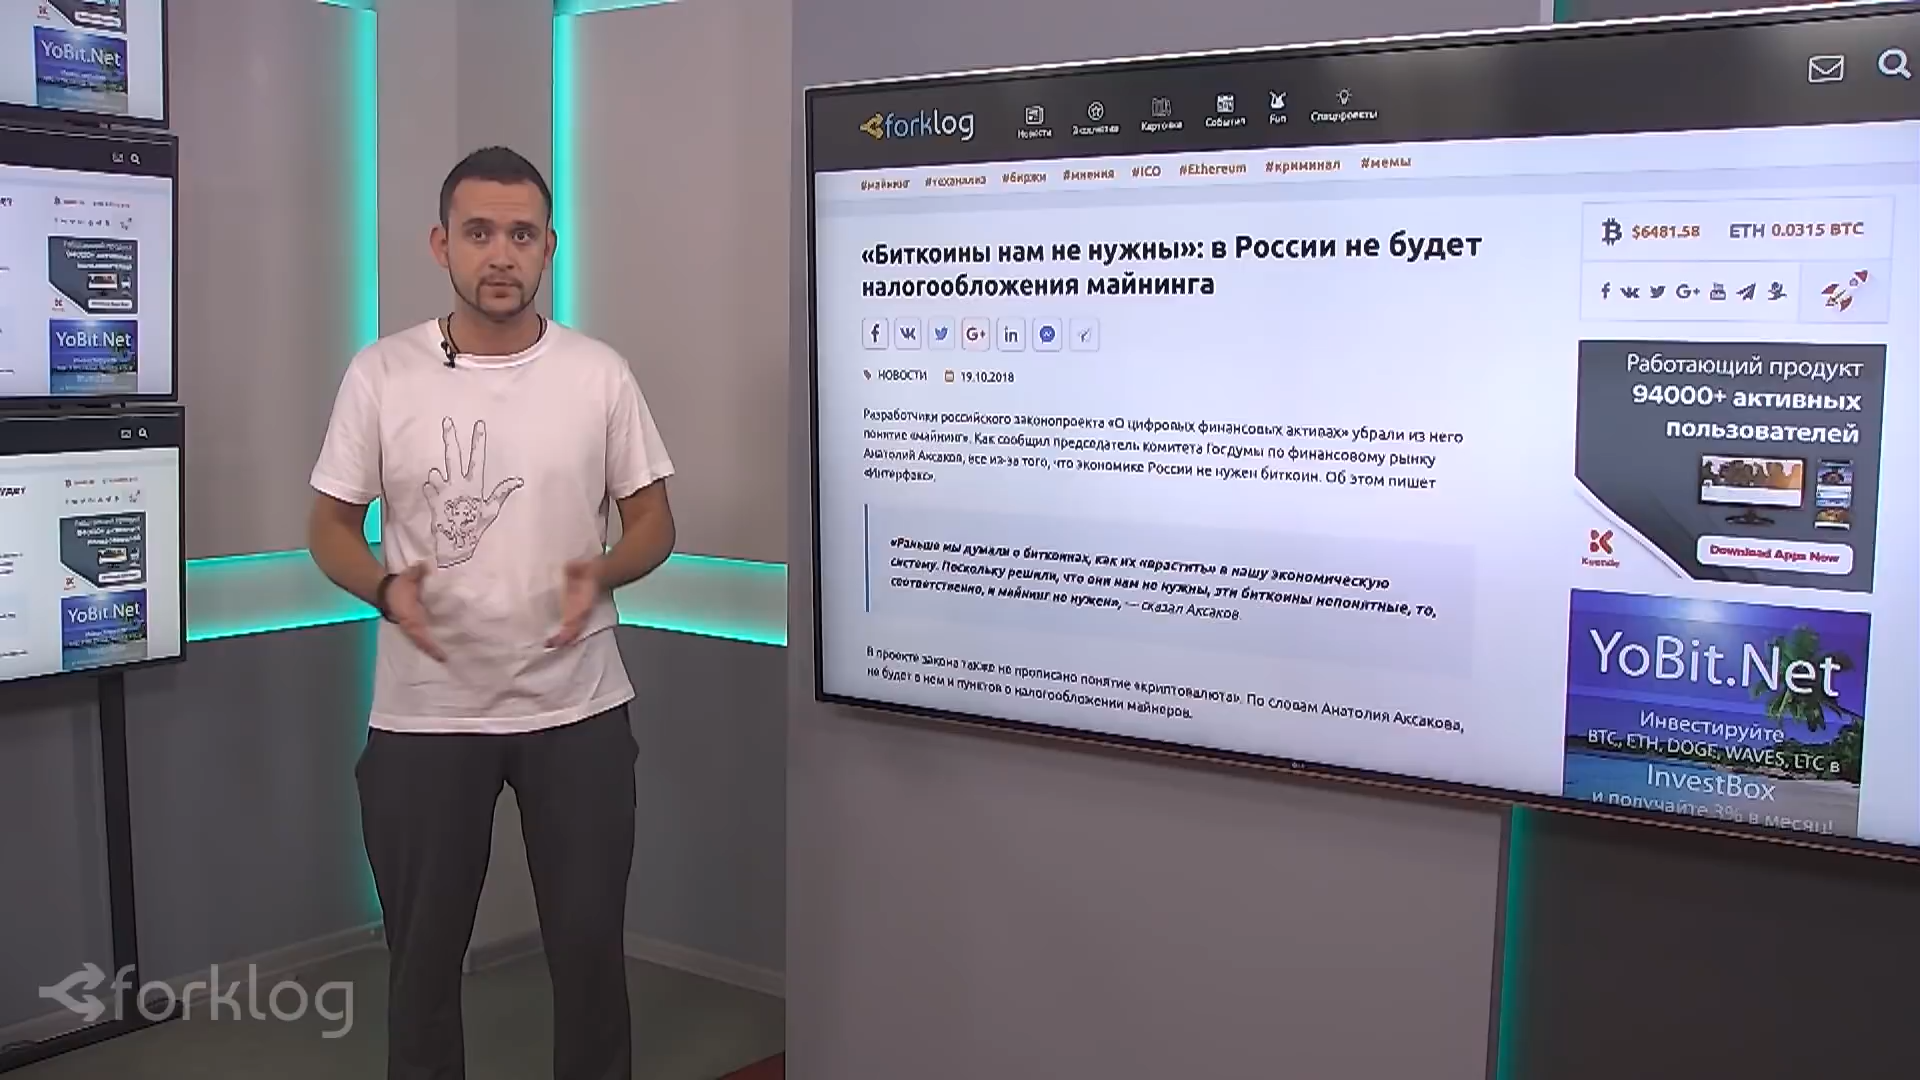 forklog
Новости
Эксклюзив
Карточки
События
Fun
Спецпроекты
#майнинг #теханализ #биржи #мнения #ICO #Ethereum #криминал #мемы
«Биткоины нам не нужны»: в России не будет
налогообложения майнинга
НОВОСТИ 19.10.2018
Разработчики российского законопроекта «О цифровых финансовых активах» убрали из него
понятие «майнинг». Как сообщил председатель комитета Госдумы по финансовому рынку
Анатолий Аксаков, все из-за того, что экономике России не нужен биткоин. Об этом пишет
«Интерфакс».
«Раньше мы думали о биткоинах, как их «врастить» в нашу экономическую
систему. Поскольку решили, что они нам не нужны, эти биткоины непонятные, то,
соответственно, и майнинг не нужен», — сказал Аксаков.
В проекте закона также не прописано понятие «криптовалюта». По словам Анатолия Аксакова,
не будет в нем и пунктов о налогообложении майнеров.
$6481.58 ETH 0.0315 BTC
Работающий продукт
94000+ активных
пользователей
Download Apps Now
YoBit.Net
Инвестируйте
BTC, ETH, DOGE, WAVES, LTC в
InvestBox
и получайте 3% в месяц!
YoBit.Net
YoBit.Net
YoBit.Net
forklog